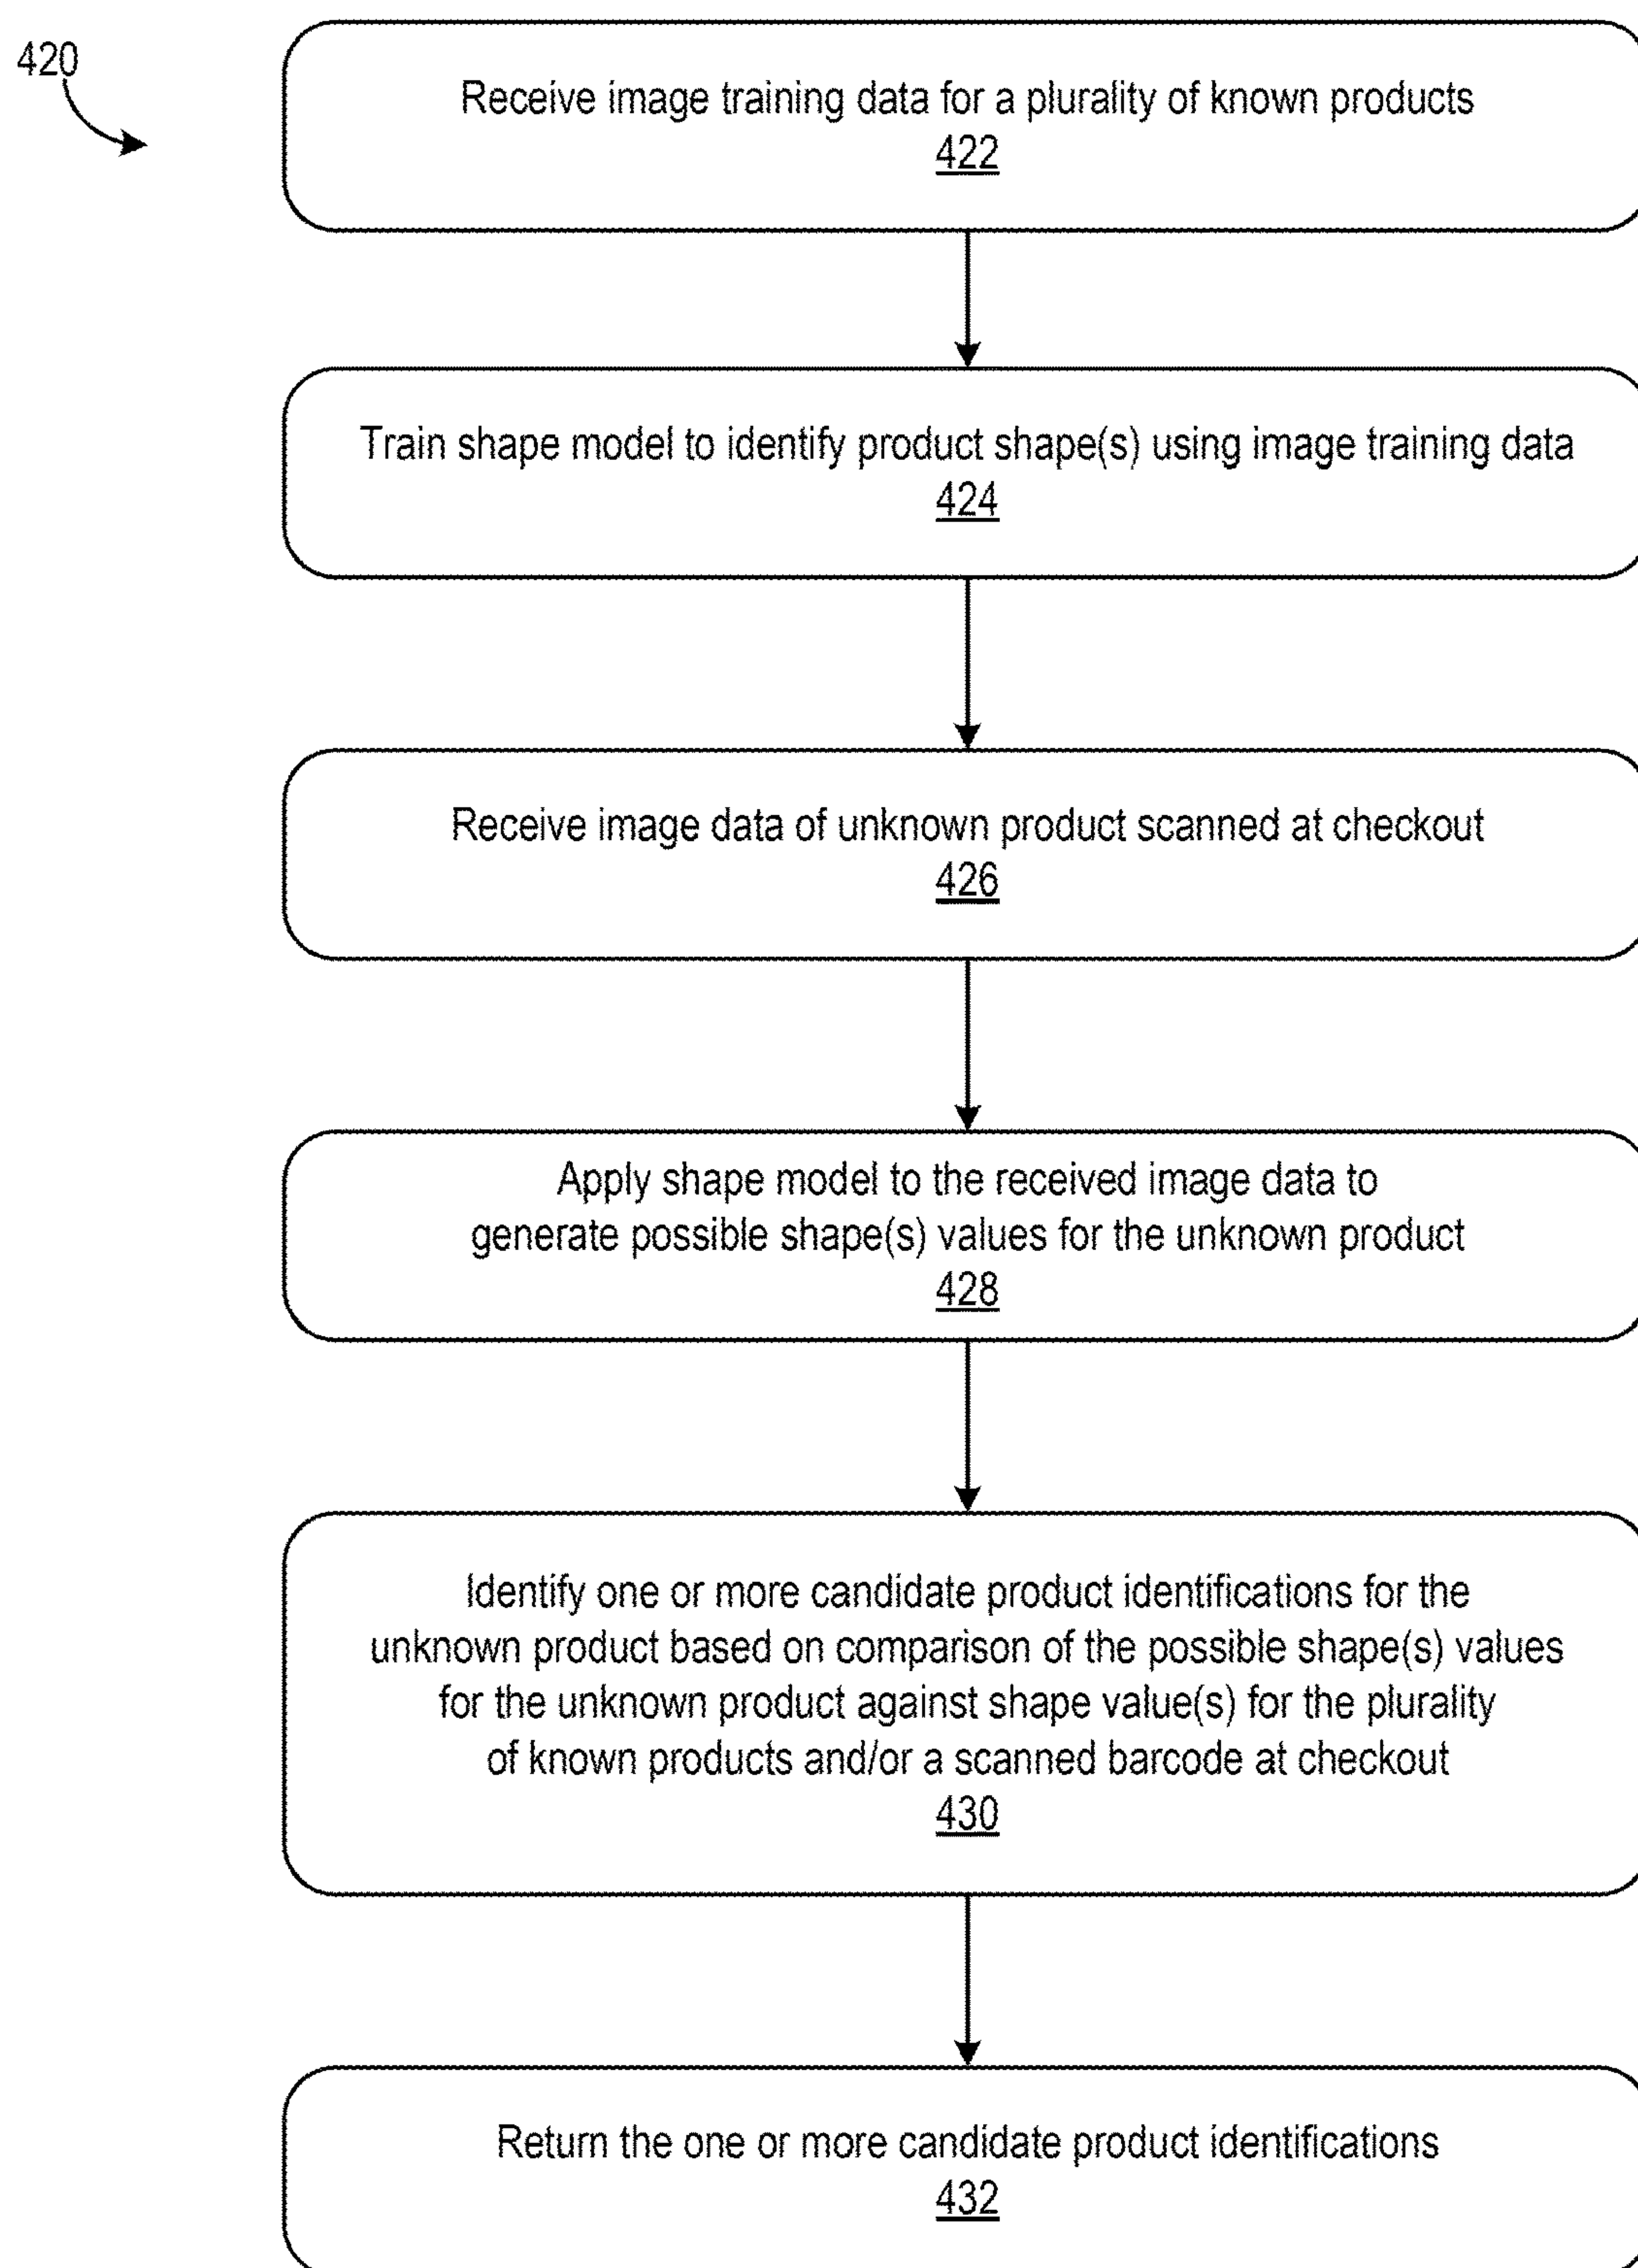 420
Receive image training data for a plurality of known products
422
Train shape model to identify product shape(s) using image training data
424
Receive image data of unknown product scanned at checkout
426
Apply shape model to the received image data to
generate possible shape(s) values for the unknown product
428
Identify one or more candidate product identifications for the
unknown product based on comparison of the possible shape(s) values
for the unknown product against shape value(s) for the plurality
of known products and/or a scanned barcode at checkout
430
Return the one or more candidate product identifications
432